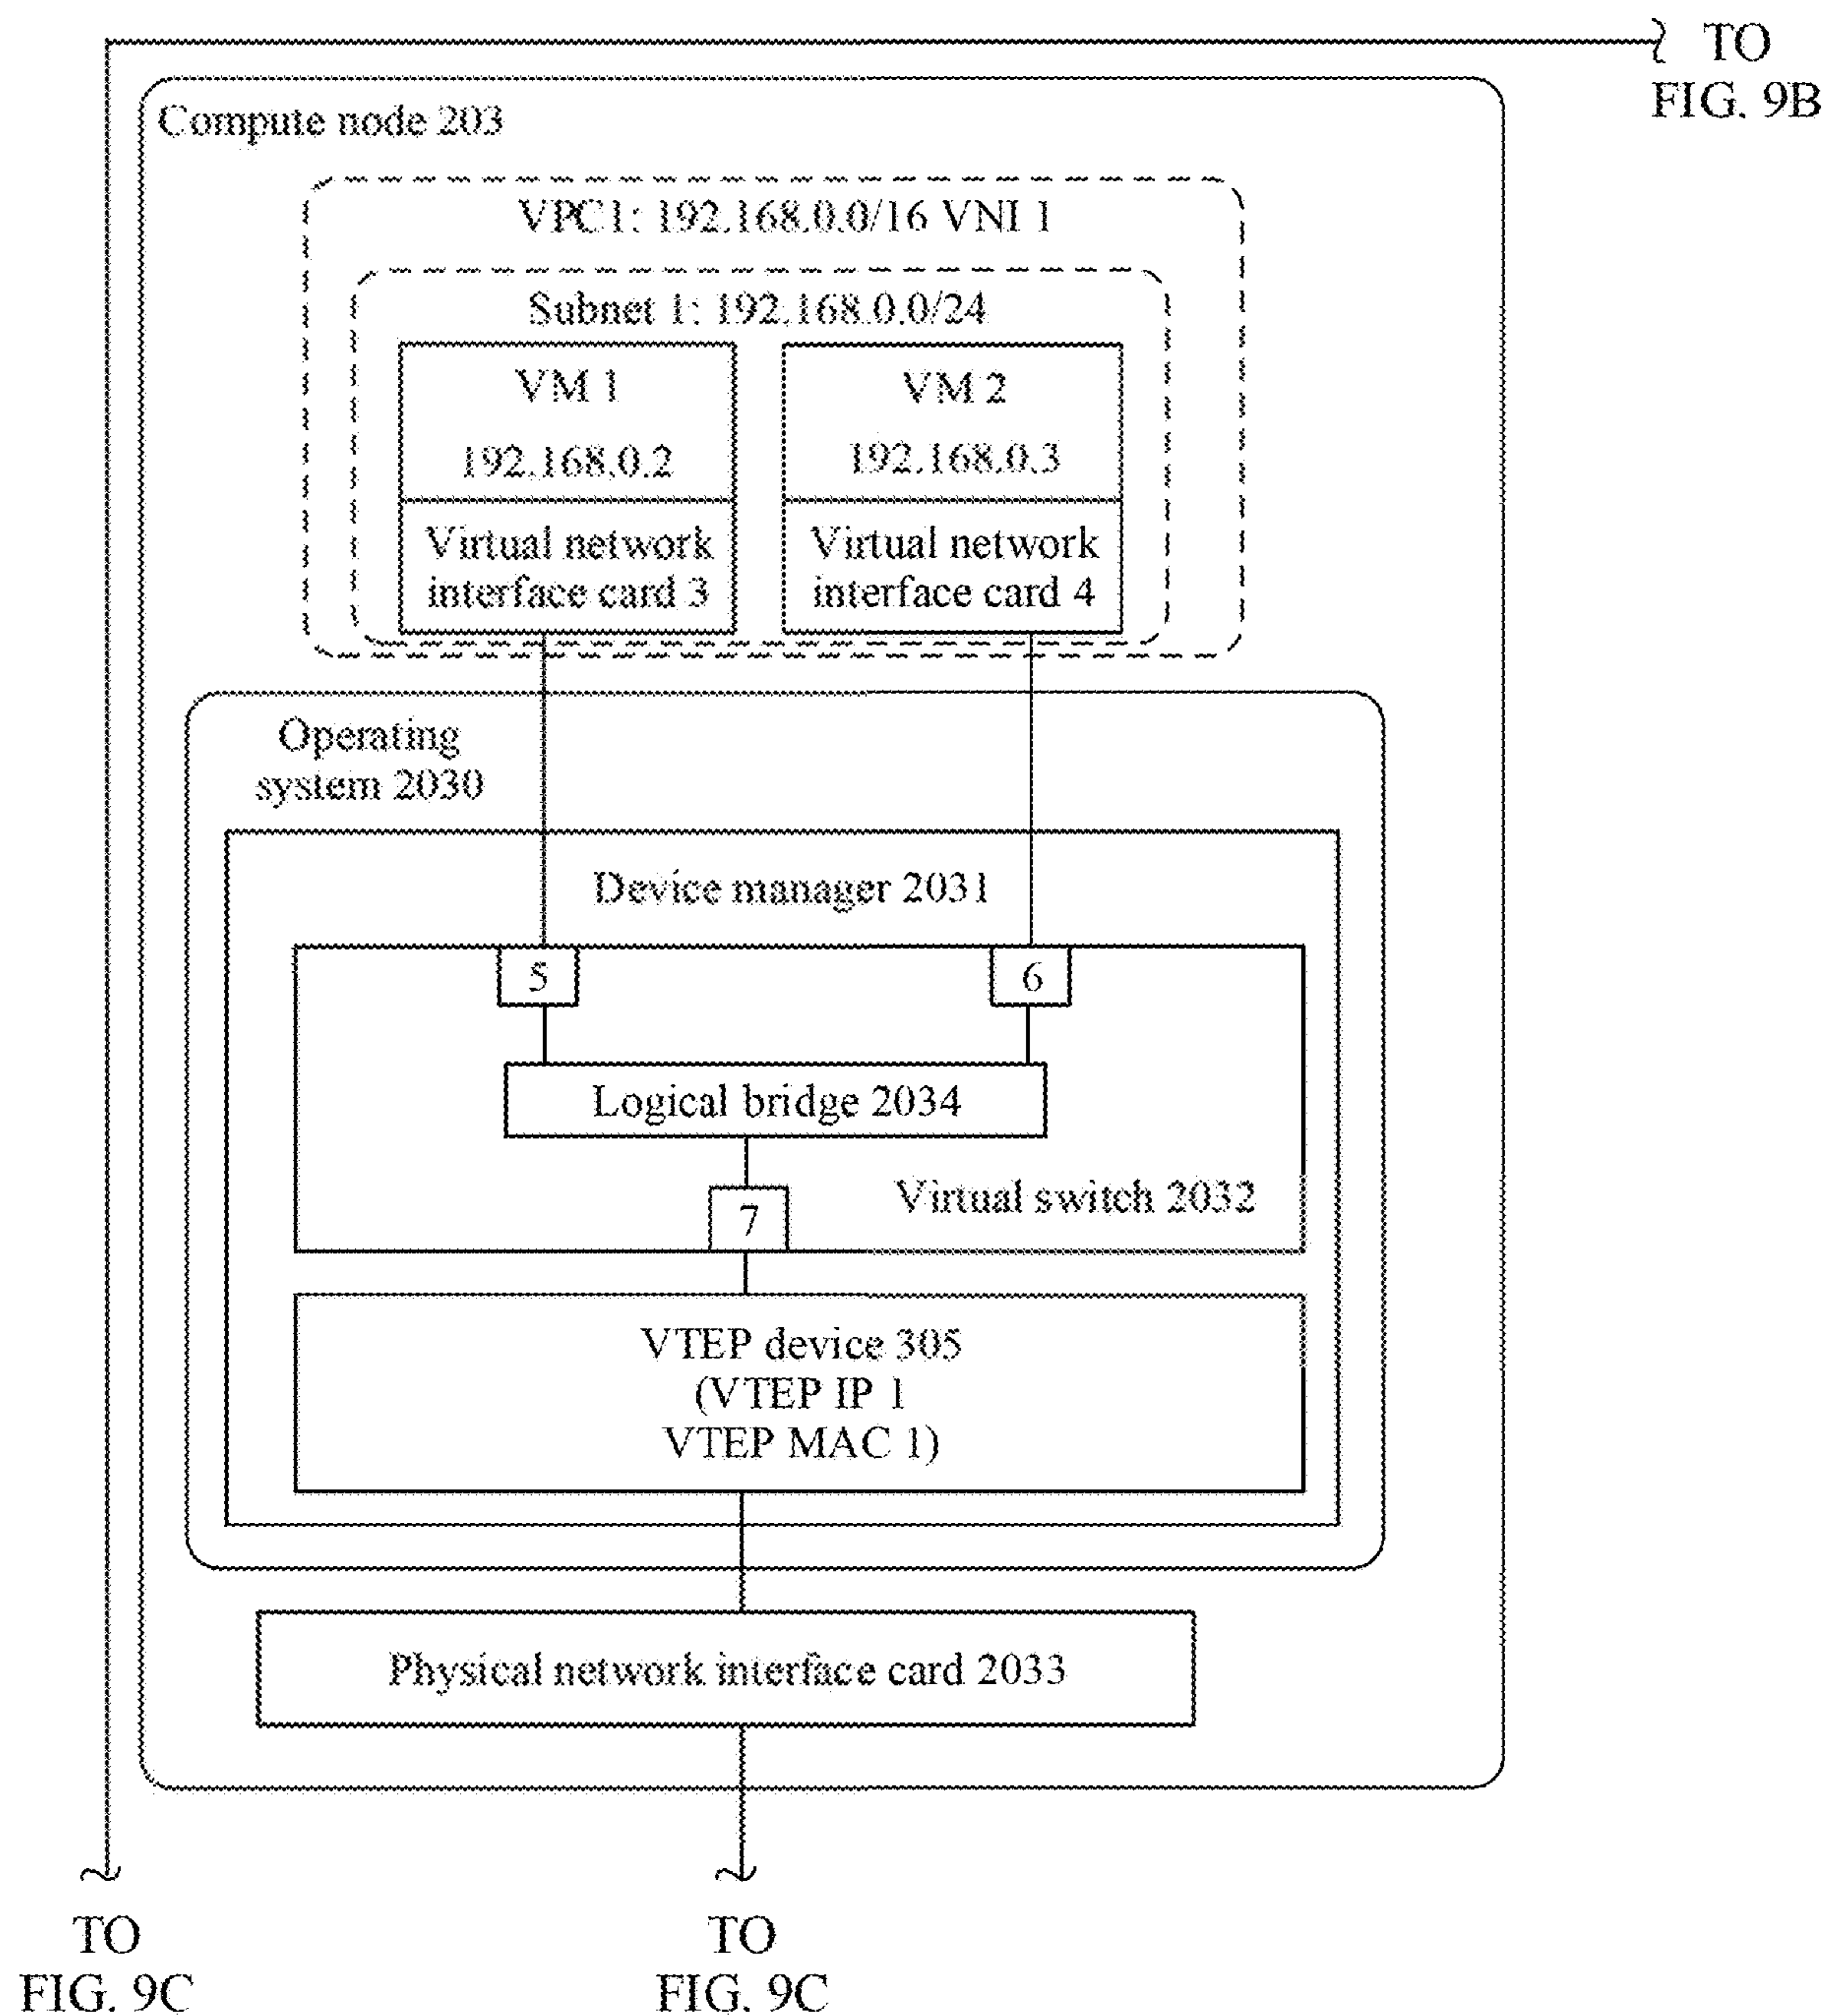 TO
FIG. 9B
Compute node 203
VPC1: 192.168.0.0/16 VNI 1
Subnet 1: 192.168.0.0/24
VM 1
192.168.0.2
Virtual network
interface card 3
VM 2
192.168.0.3
Virtual network
interface card 4
Operating
system 2030
Device manager 2031
5
6
Logical bridge 2034
7
Virtual switch 2032
VTEP device 305
(VTEP IP 1
VTEP MAC 1)
Physical network interface card 2033
TO
FIG. 9C
TO
FIG. 9C